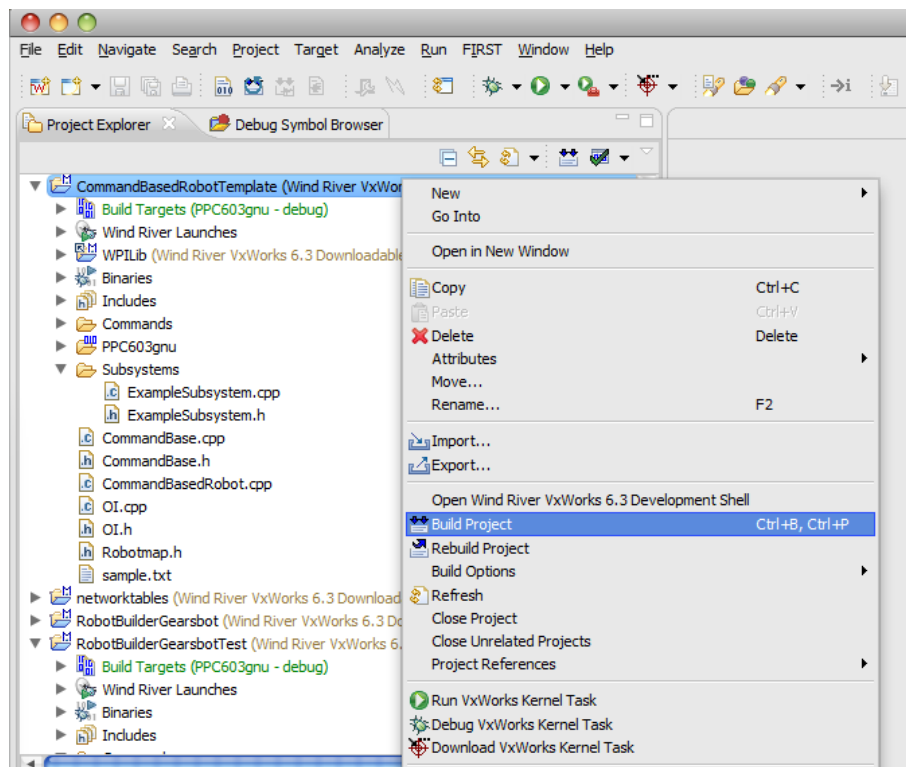 File Edit Navigate Search Project Target Analyze Run FIRST Window Help
Project Explorer
Debug Symbol Browser
CommandBasedRobotTemplate (Wind River VxWor
Build Targets (PPC603gnu - debug)
Wind River Launches
WPILib (Wind River VxWorks 6.3 Downloadabl
Binaries
Includes
Commands
PPC603gnu
Subsystems
ExampleSubsystem.cpp
ExampleSubsystem.h
CommandBase.cpp
CommandBase.h
CommandBasedRobot.cpp
OI.cpp
OI.h
Robotmap.h
sample.txt
networktables (Wind River VxWorks 6.3 Download
RobotBuilderGearsbot (Wind River VxWorks 6.3 Do
RobotBuilderGearsbotTest (Wind River VxWorks 6.
Build Targets (PPC603gnu - debug)
Wind River Launches
Binaries
Includes
New
Go Into
Open in New Window
Copy Ctrl+C
Paste Ctrl+V
Delete Delete
Attributes
Move...
Rename... F2
Import...
Export...
Open Wind River VxWorks 6.3 Development Shell
Build Project Ctrl+B, Ctrl+P
Rebuild Project
Build Options
Refresh
Close Project
Close Unrelated Projects
Project References
Run VxWorks Kernel Task
Debug VxWorks Kernel Task
Download VxWorks Kernel Task